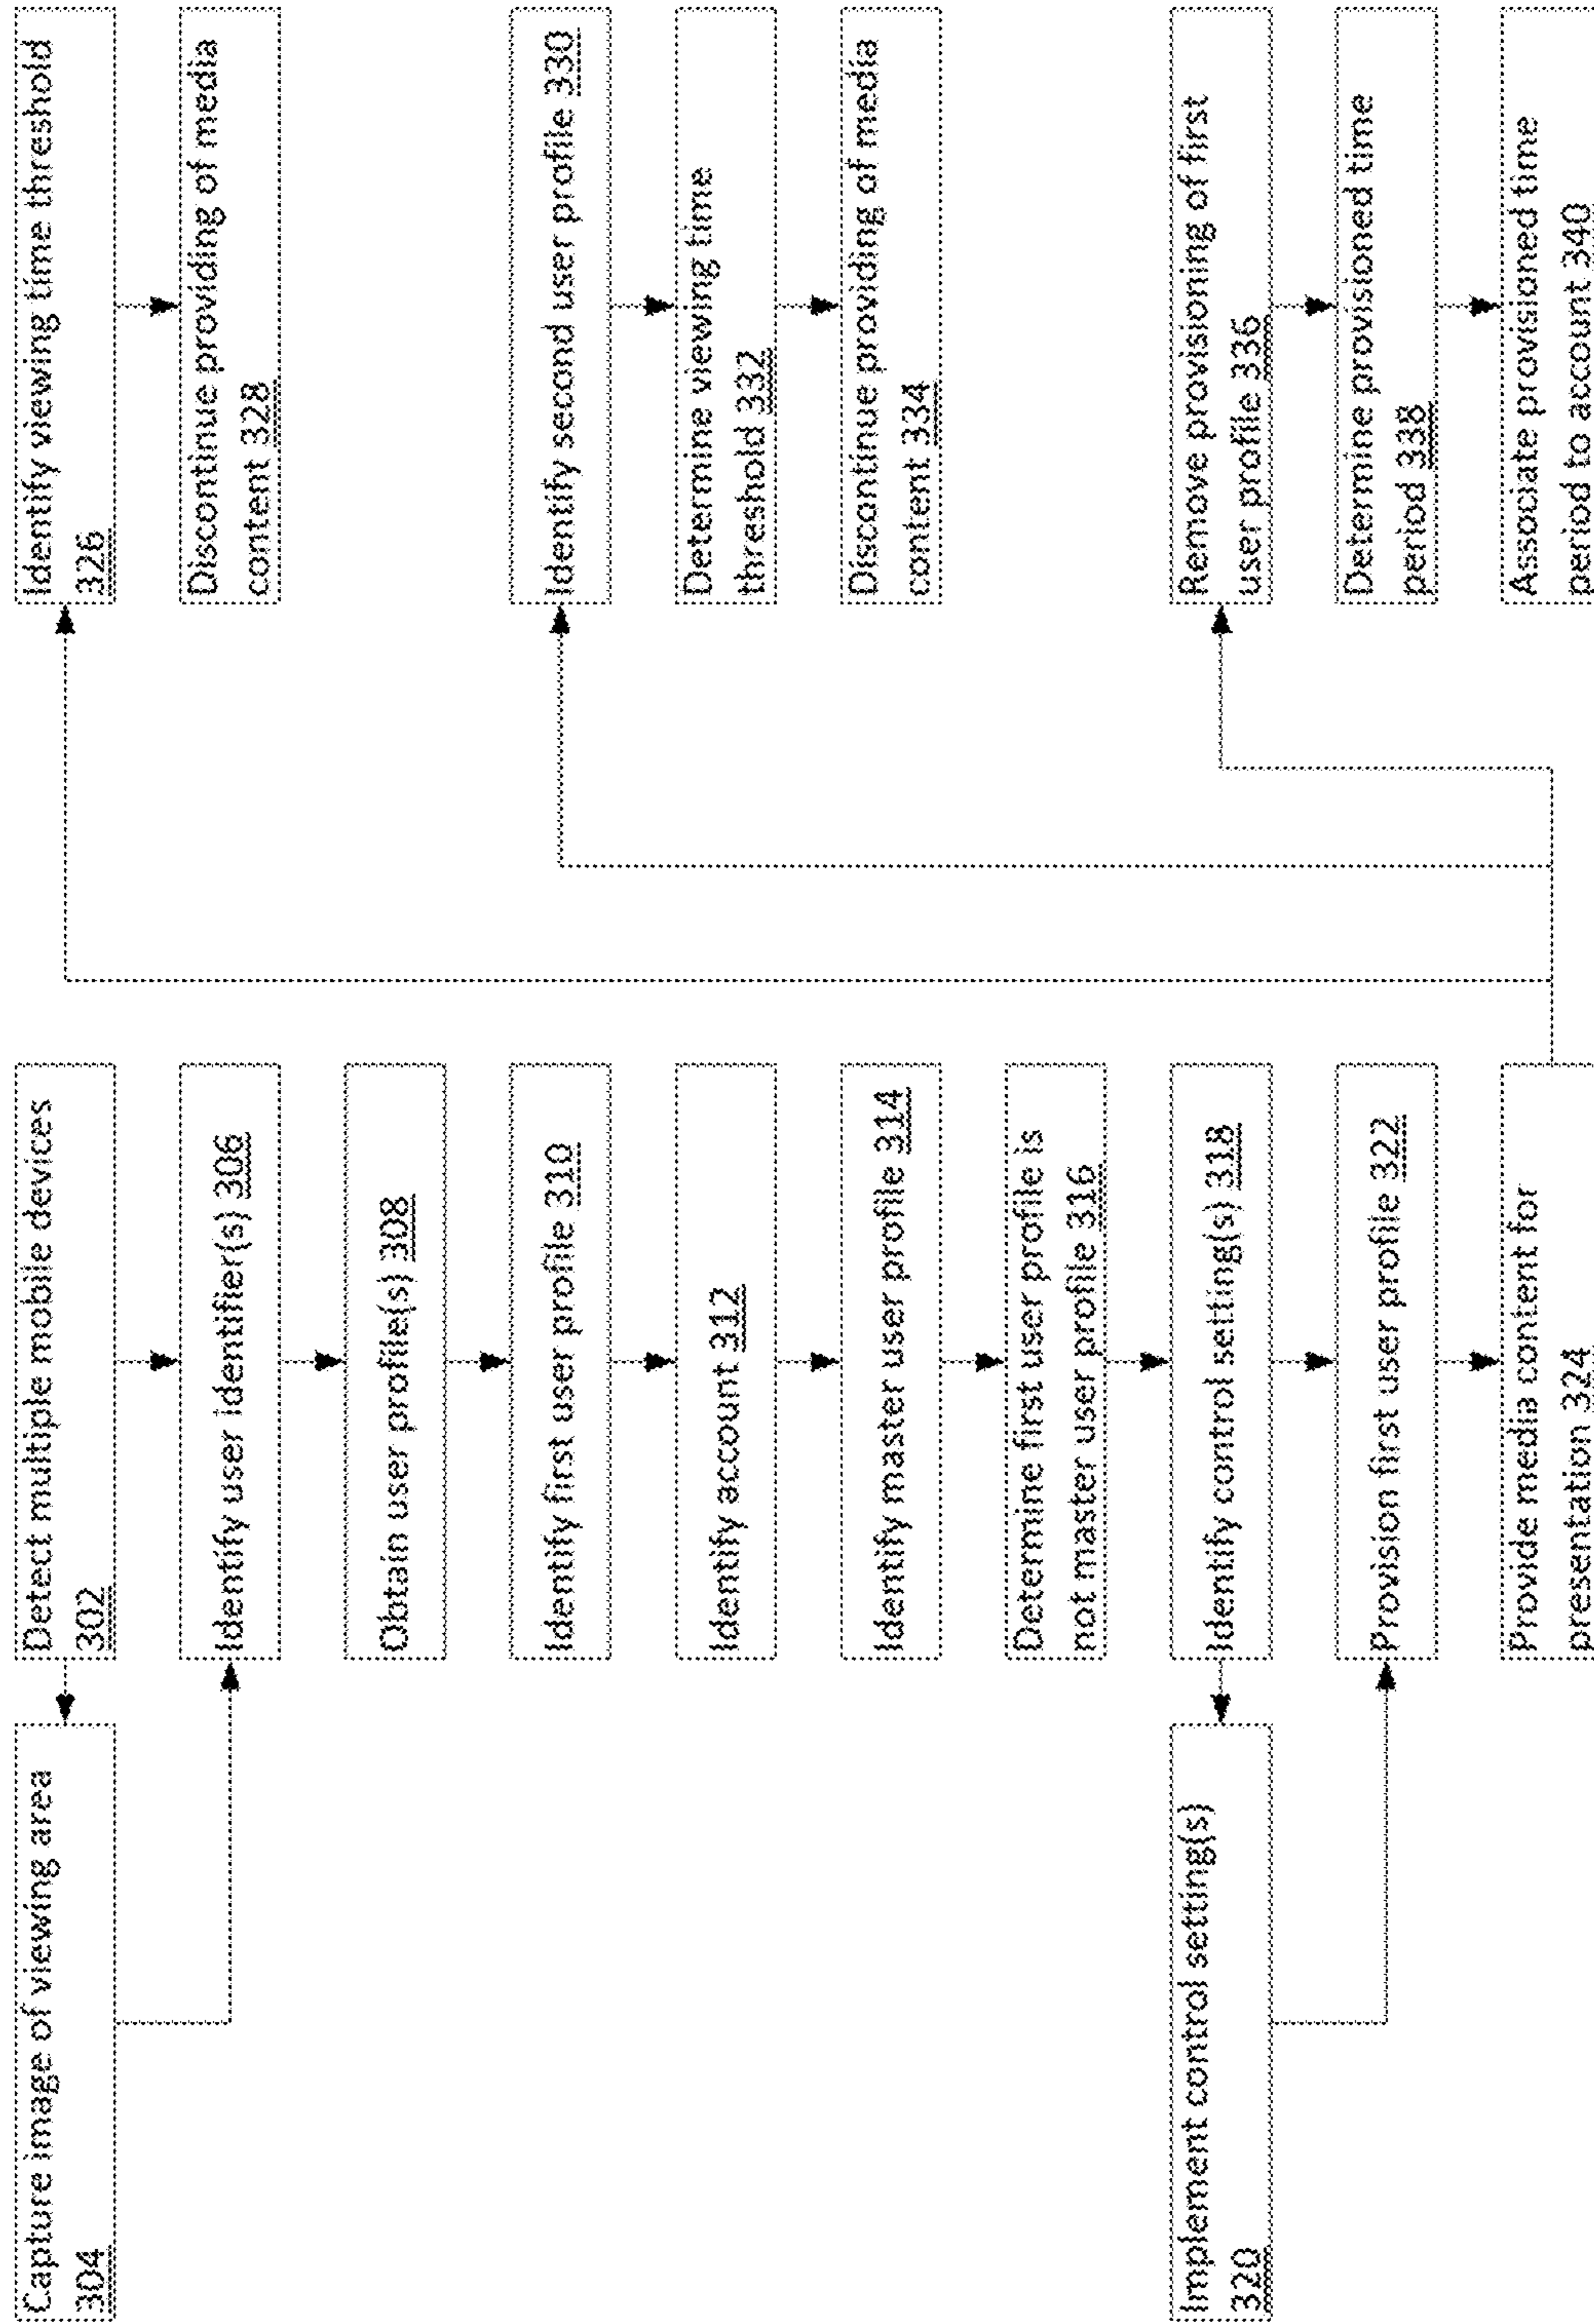 Capture image of viewing area
304
Implement control setting(s)
320
Detect multiple mobile devices
302
Identify user identifier(s) 306
Obtain user profile(s) 308
Identify first user profile 310
Identify account 312
Identify master user profile 314
Determine first user profile is
not master user profile 316
Identify control setting(s) 318
Provision first user profile 322
Provide media content for
presentation 324
Identify viewing time threshold
326
Discontinue providing of media
content 328
Identify second user profile 330
Determine viewing time
threshold 332
Discontinue providing of media
content 334
Remove provisioning of first
user profile 336
Determine provisioned time
period 338
Associate provisioned time
period to account 340